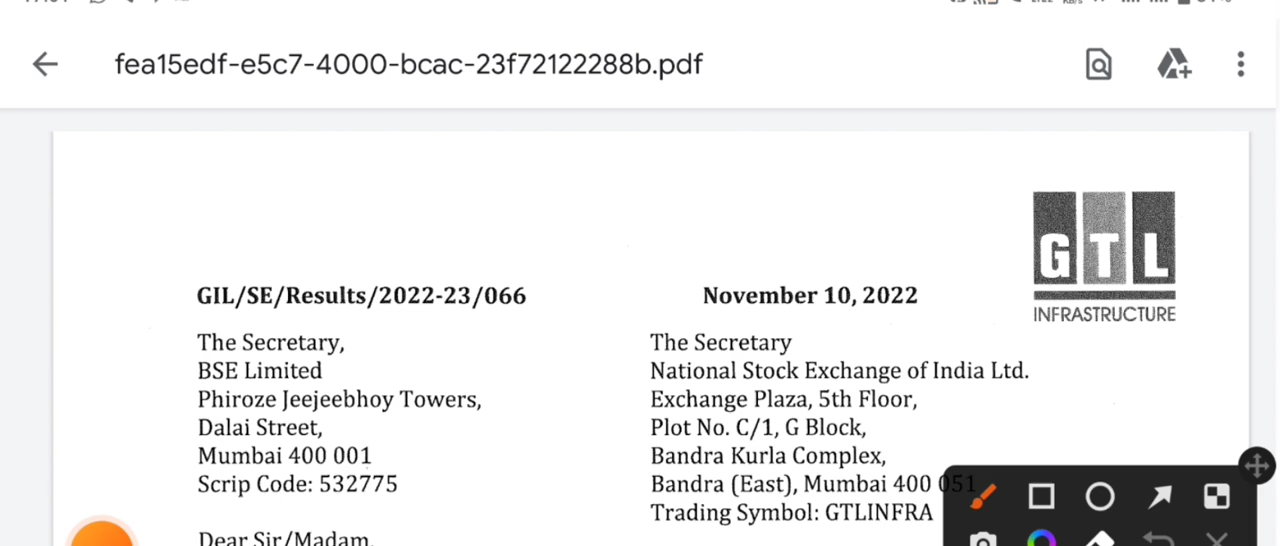 fea15edf-e5c7-4000-bcac-23f72122288b.pdf
GTL
INFRASTRUCTURE
GIL/SE/Results/2022-23/066
November 10, 2022
The Secretary,
BSE Limited
Phiroze Jeejeebhoy Towers,
Dalai Street,
Mumbai 400 001
Scrip Code: 532775
The Secretary
National Stock Exchange of India Ltd.
Exchange Plaza, 5th Floor,
Plot No. C/1, G Block,
Bandra Kurla Complex,
Bandra (East), Mumbai 400 051
Trading Symbol: GTLINFRA
Dear Sir/Madam,